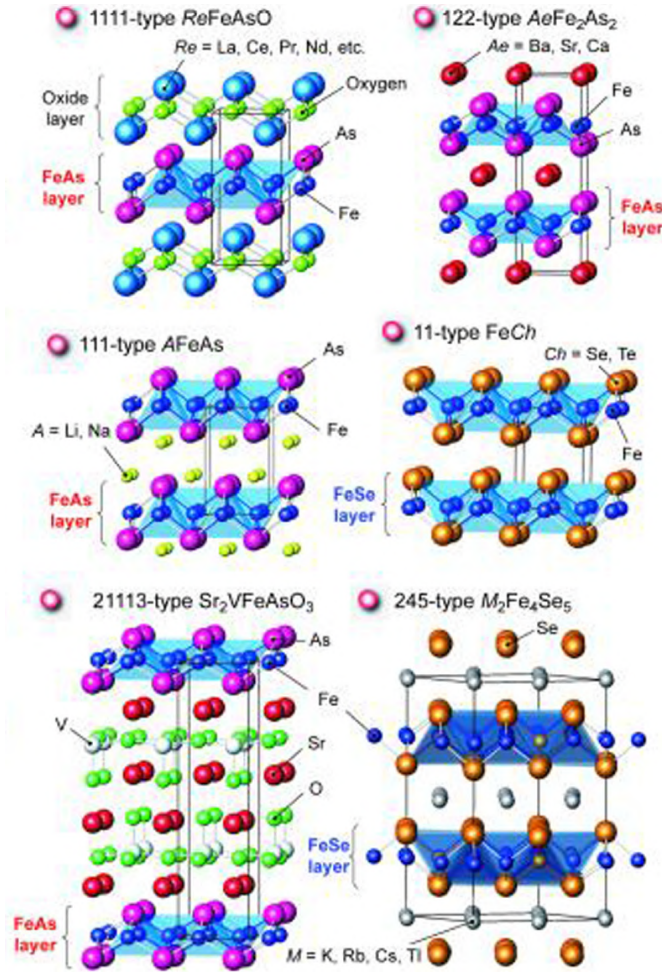 1111-type ReFeAsO
Re = La, Ce, Pr, Nd, etc.
Oxide
layer
Oxygen
As
FeAs
layer
Fe
122-type AeFe₂As₂
Ae = Ba, Sr, Ca
Fe
As
FeAs
layer
111-type AFeAs
As
A = Li, Na
Fe
FeAs
layer
11-type FeCh
Ch = Se, Te
Fe
FeSe
layer
21113-type Sr₂VFeAsO₃
As
Fe
V
Sr
O
FeAs
layer
245-type M₂Fe₄Se₅
Se
FeSe
layer
M = K, Rb, Cs, Tl